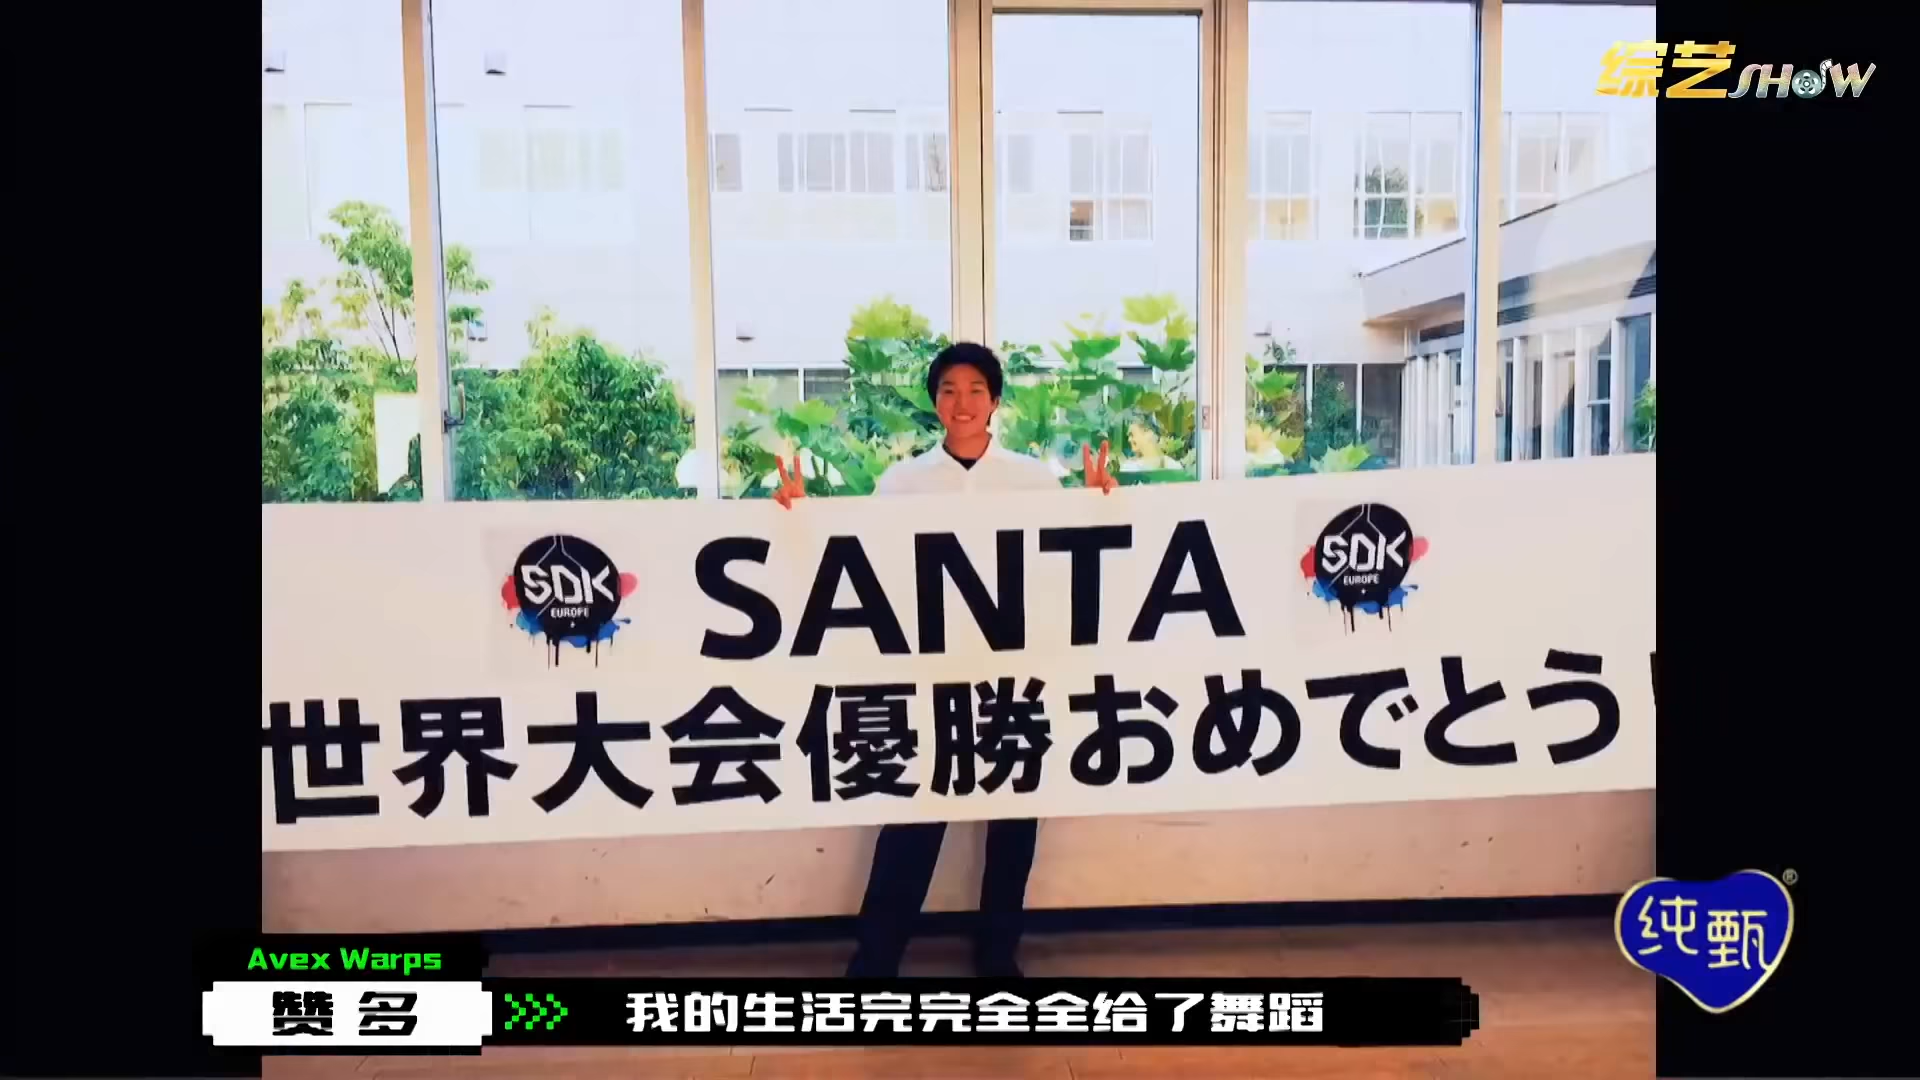 综艺SHOW
SDK
EUROPE
SANTA
SDK
EUROPE
世界大会優勝おめでとう!
纯甄
®
Avex Warps
赞多
>>> 我的生活完完全全给了舞蹈